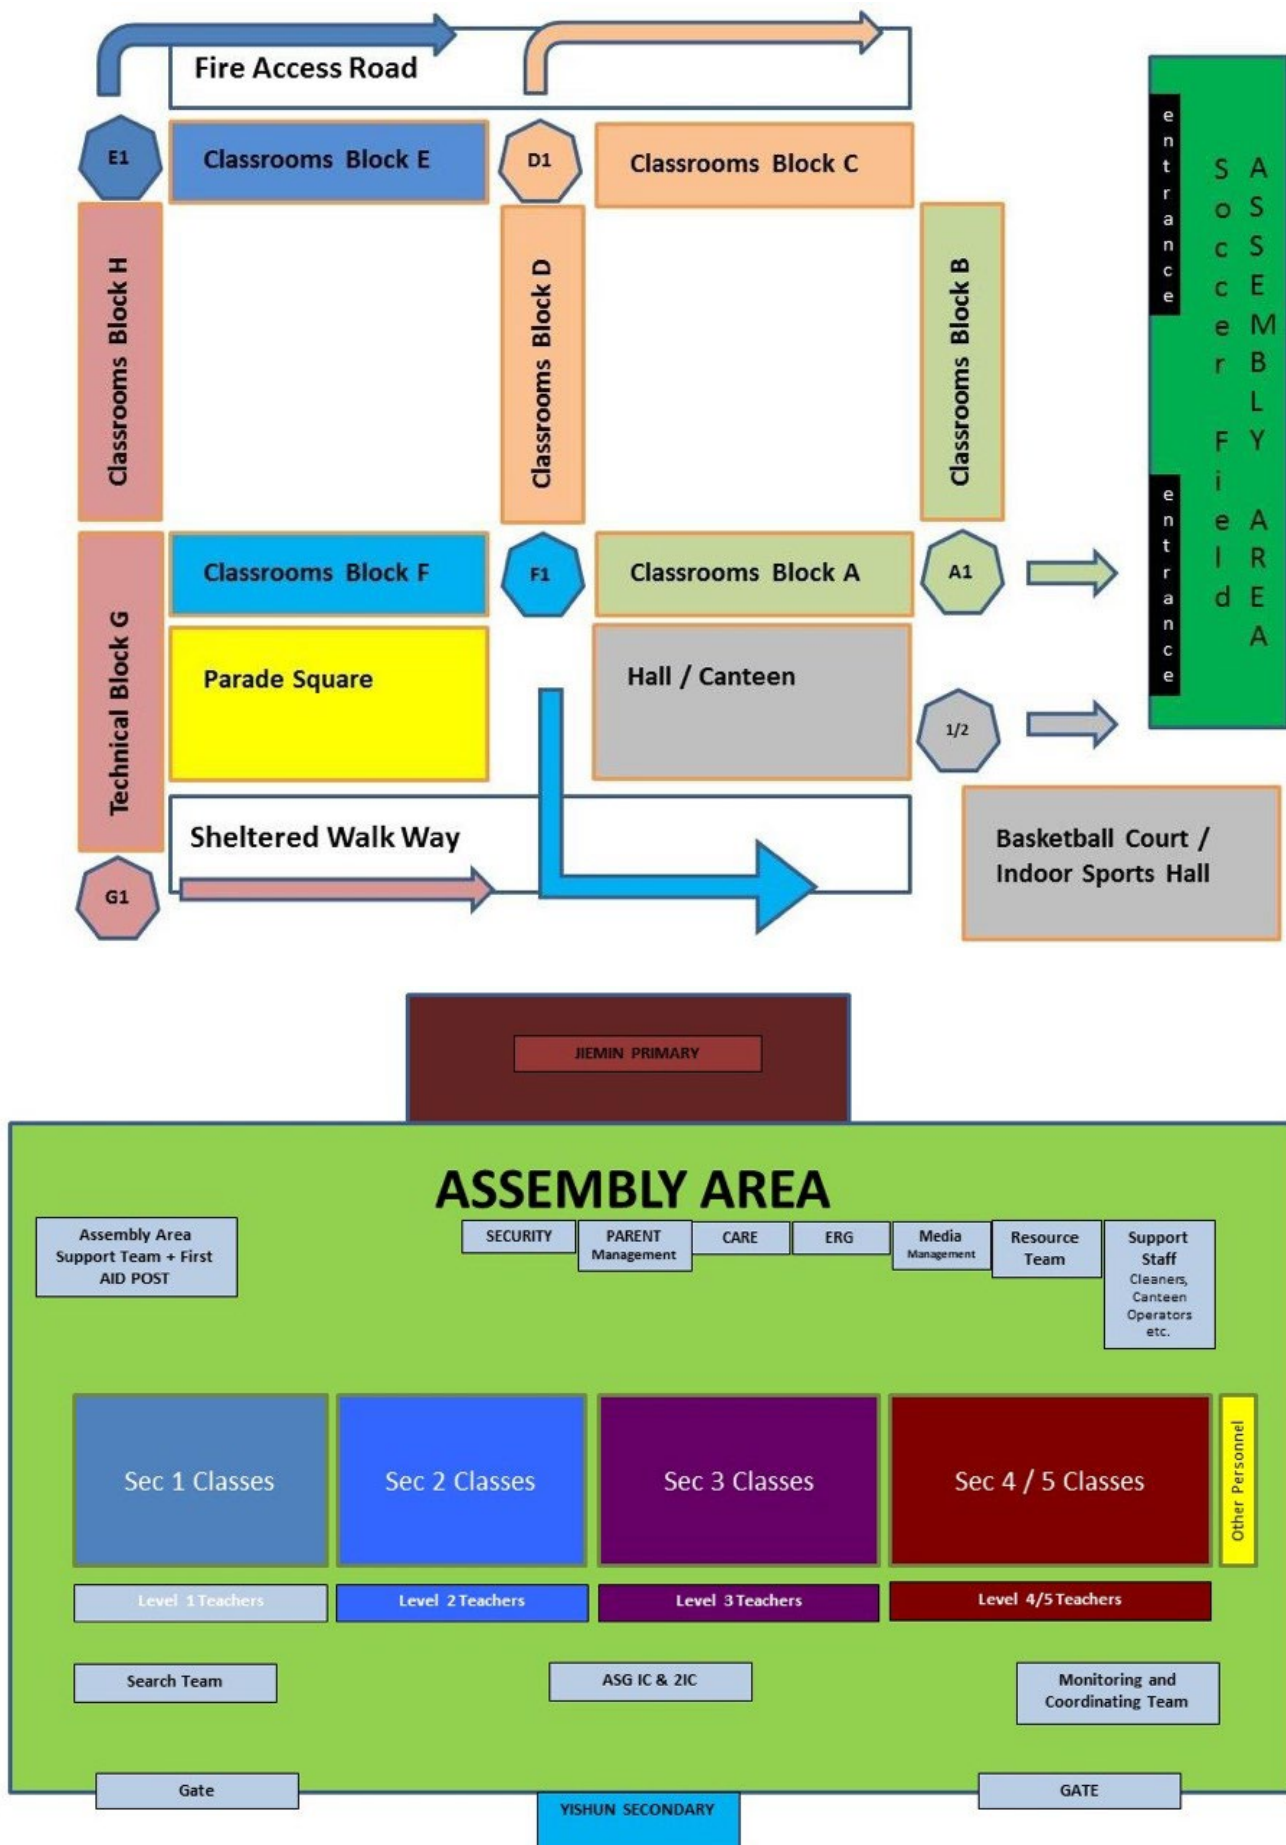 Fire Access Road
E1
Classrooms Block E
D1
Classrooms Block C
entrance
Soccer Field
ASSEMBLY AREA
Classrooms Block H
Classrooms Block D
Classrooms Block B
entrance
Classrooms Block F
F1
Classrooms Block A
A1
Technical Block G
Parade Square
Hall / Canteen
1/2
Sheltered Walk Way
Basketball Court /
Indoor Sports Hall
G1
JIEMIN PRIMARY
ASSEMBLY AREA
Assembly Area
Support Team + First
AID POST
SECURITY
PARENT
Management
CARE
ERG
Media
Management
Resource
Team
Support
Staff
Cleaners,
Canteen
Operators
etc.
Sec 1 Classes
Sec 2 Classes
Sec 3 Classes
Sec 4 / 5 Classes
Other Personnel
Level 1 Teachers
Level 2 Teachers
Level 3 Teachers
Level 4/5 Teachers
Search Team
ASG IC & 2IC
Monitoring and
Coordinating Team
Gate
YISHUN SECONDARY
GATE